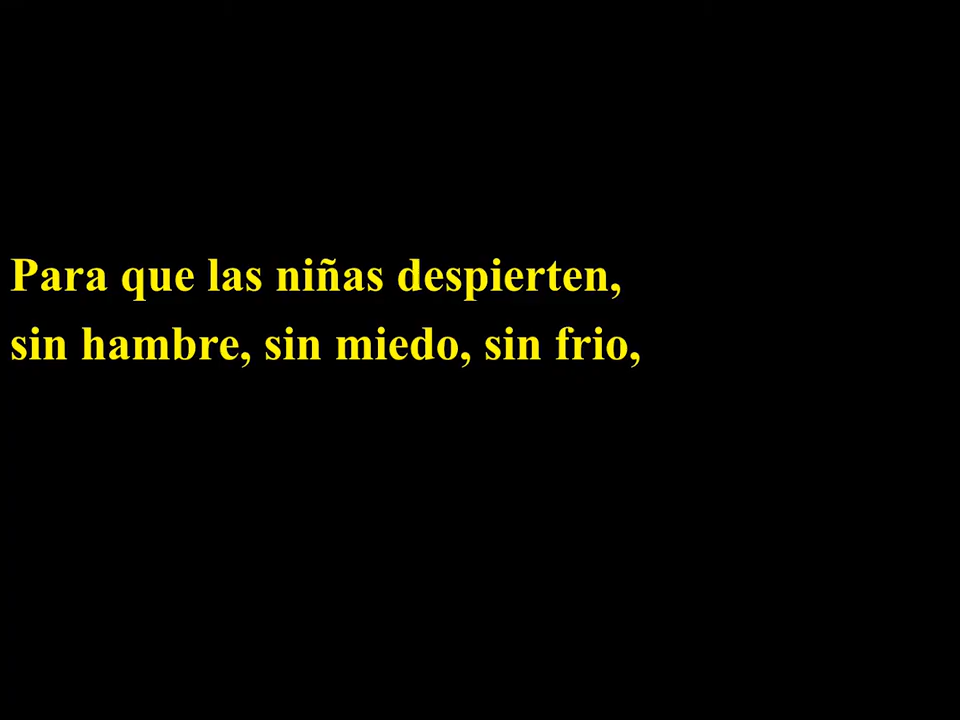 Para que las niñas despierten,
sin hambre, sin miedo, sin frio,